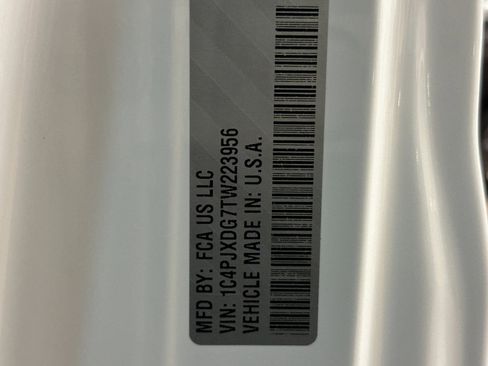 MFD BY: FCA US LLC
VIN: 1C4PJXDG7TW223956
VEHICLE MADE IN: U.S.A.